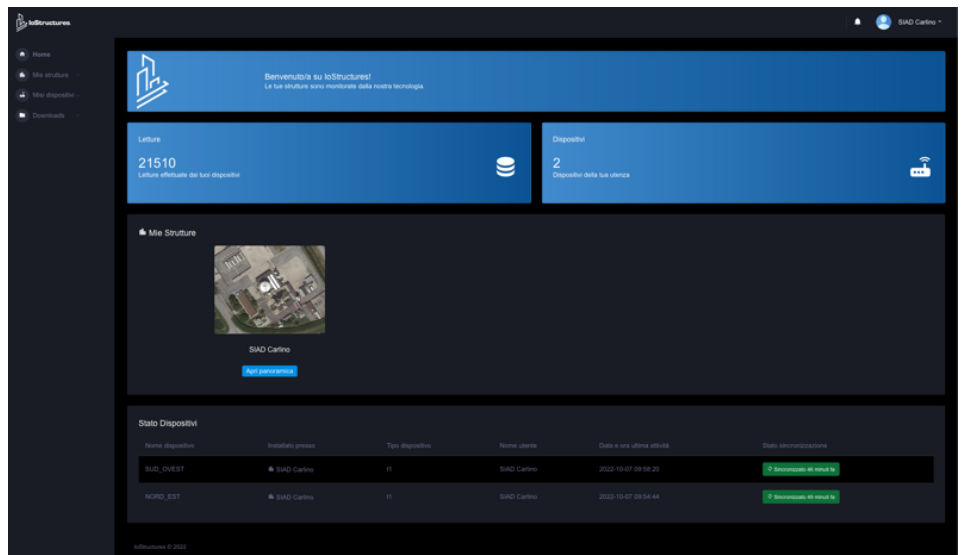 IoStructures
SIAD Carlino
Home
Mie strutture
Miei dispositivi
Downloads
Benvenuto/a su IoStructures!
Le tue strutture sono monitorate dalla nostra tecnologia.
Letture
21510
Letture effettuate dai tuoi dispositivi
Dispositivi
2
Dispositivi della tua utenza
Mie Strutture
SIAD Carlino
Apri panoramica
Stato Dispositivi
Nome dispositivo Installato presso Tipo dispositivo Nome utente Data e ora ultima attività Stato sincronizzazione
SUD_OVEST SIAD Carlino I1 SIAD Carlino 2022-10-07 09:58:20 Sincronizzato 46 minuti fa
NORD_EST SIAD Carlino I1 SIAD Carlino 2022-10-07 09:54:44 Sincronizzato 49 minuti fa
IoStructures © 2022